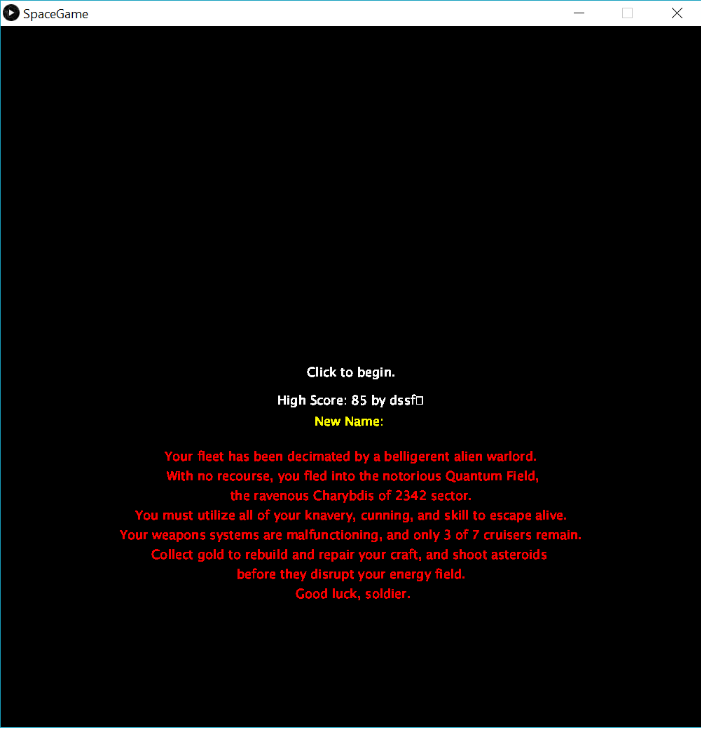 SpaceGame
Click to begin.
High Score: 85 by dssf□
New Name:
Your fleet has been decimated by a belligerent alien warlord.
With no recourse, you fled into the notorious Quantum Field,
the ravenous Charybdis of 2342 sector.
You must utilize all of your knavery, cunning, and skill to escape alive.
Your weapons systems are malfunctioning, and only 3 of 7 cruisers remain.
Collect gold to rebuild and repair your craft, and shoot asteroids
before they disrupt your energy field.
Good luck, soldier.